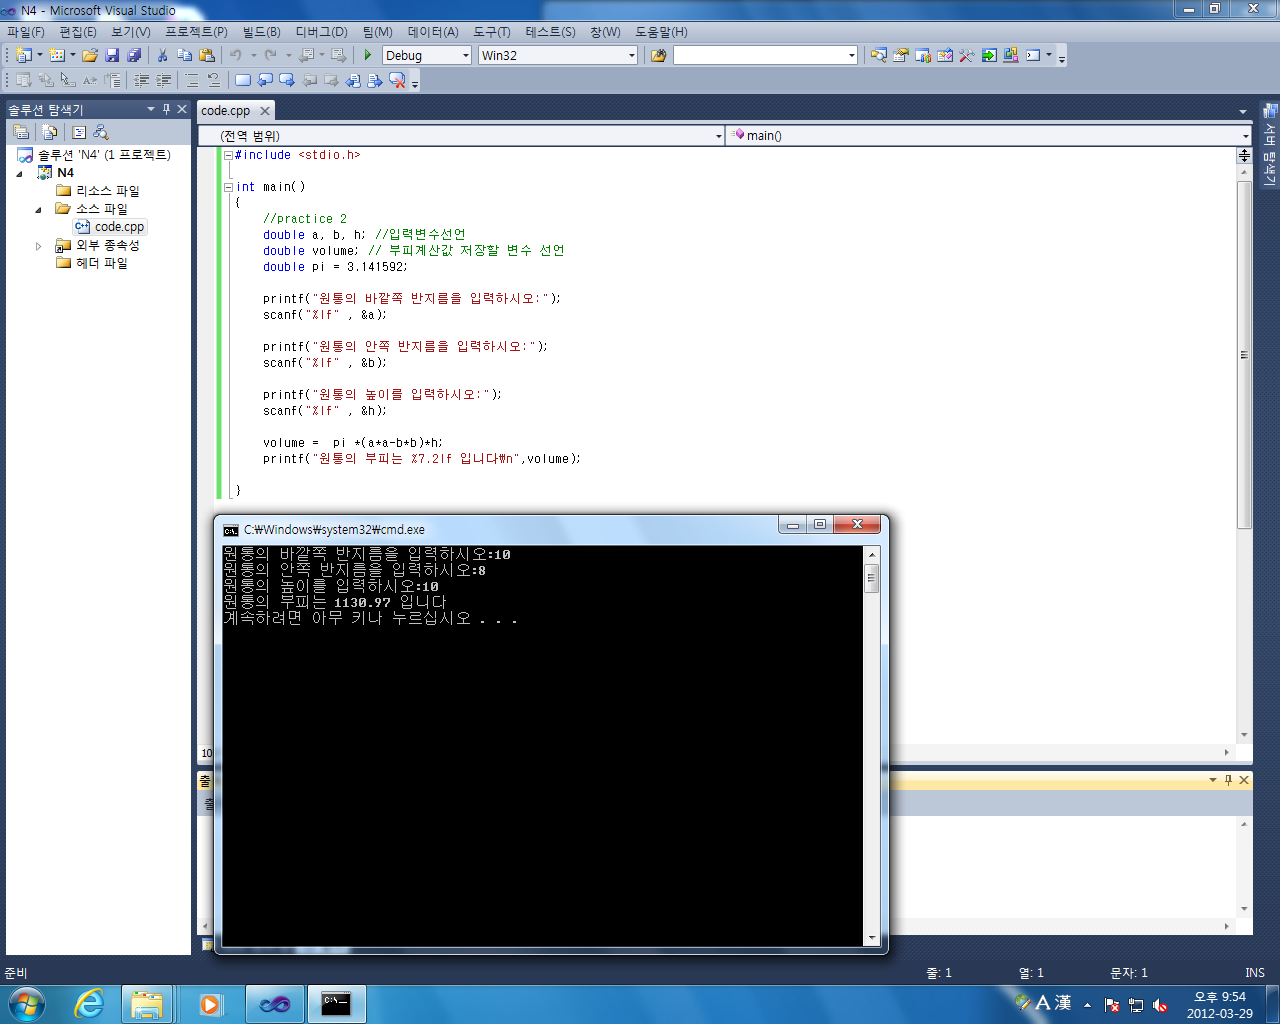 N4 - Microsoft Visual Studio
파일(F) 편집(E) 보기(V) 프로젝트(P) 빌드(B) 디버그(D) 팀(M) 데이터(A) 도구(T) 테스트(S) 창(W) 도움말(H)
Debug Win32
솔루션 탐색기
솔루션 'N4' (1 프로젝트)
N4
리소스 파일
소스 파일
code.cpp
외부 종속성
헤더 파일
code.cpp
(전역 범위) main()
#include <stdio.h>
int main()
{
//practice 2
double a, b, h; //입력변수선언
double volume; // 부피계산값 저장할 변수 선언
double pi = 3.141592;
printf("원통의 바깥쪽 반지름을 입력하시오:");
scanf("%lf" , &a);
printf("원통의 안쪽 반지름을 입력하시오:");
scanf("%lf" , &b);
printf("원통의 높이를 입력하시오:");
scanf("%lf" , &h);
volume =  pi *(a*a-b*b)*h;
printf("원통의 부피는 %7.2lf 입니다₩n",volume);
}
서버 탐색기
C:₩Windows₩system32₩cmd.exe
원통의 바깥쪽 반지름을 입력하시오:10
원통의 안쪽 반지름을 입력하시오:8
원통의 높이를 입력하시오:10
원통의 부피는 1130.97 입니다
계속하려면 아무 키나 누르십시오 . . .
10
출
출
준비 줄: 1 열: 1 문자: 1 INS
A 漢
오후 9:54
2012-03-29